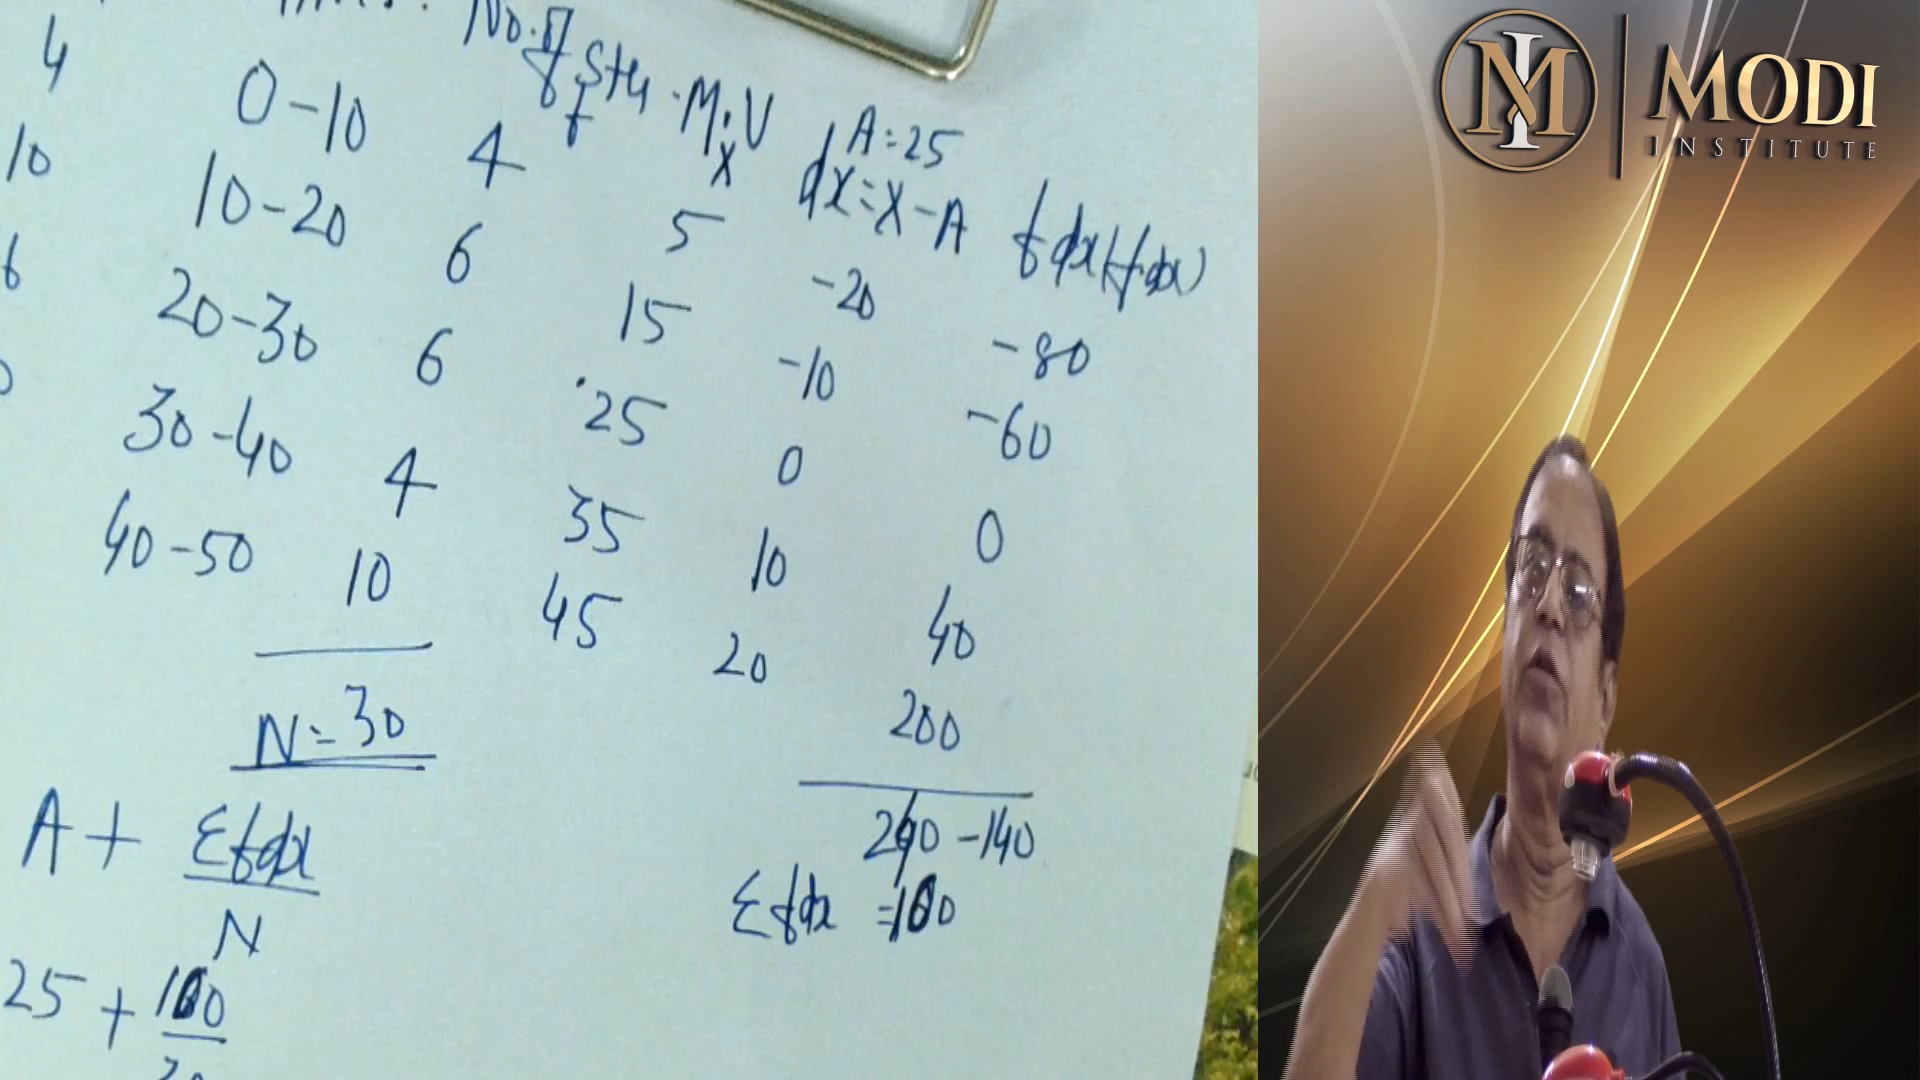 No. of Stu. M.V A=25
f x dx=X-A fdx(f.dx)
4 0-10 4 5 -20 -80
10 10-20 6 15 -10 -60
6 20-30 6 25 0 0
30-40 4 35 10 40
40-50 10 45 20 200
N=30
240-140
Σfdx =100
A + Σfdx
N
25 + 100
MI MODI
INSTITUTE